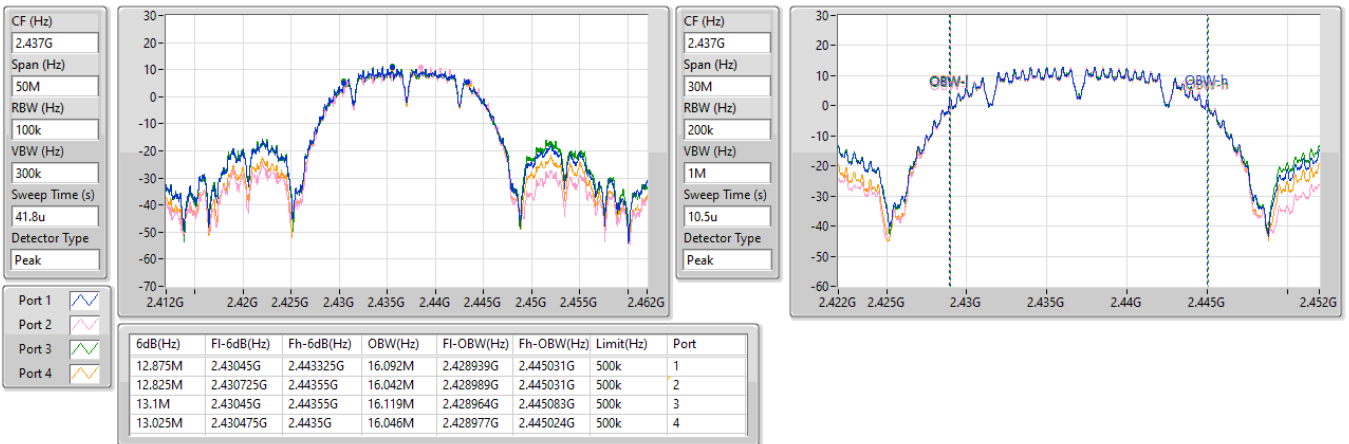 CF (Hz)
2.437G
Span (Hz)
50M
RBW (Hz)
100k
VBW (Hz)
300k
Sweep Time (s)
41.8u
Detector Type
Peak
Port 1
Port 2
Port 3
Port 4
30
20
10
0
-10
-20
-30
-40
-50
-60
-70
2.412G 2.42G 2.425G 2.43G 2.435G 2.44G 2.445G 2.45G 2.455G 2.462G
CF (Hz)
2.437G
Span (Hz)
30M
RBW (Hz)
200k
VBW (Hz)
1M
Sweep Time (s)
10.5u
Detector Type
Peak
30
20
10
0
-10
-20
-30
-40
-50
-60
OBW-l OBW-h
2.422G 2.425G 2.43G 2.435G 2.44G 2.445G 2.452G
6dB(Hz) Fl-6dB(Hz) Fh-6dB(Hz) OBW(Hz) Fl-OBW(Hz) Fh-OBW(Hz) Limit(Hz) Port
12.875M 2.43045G 2.443325G 16.092M 2.428939G 2.445031G 500k 1
12.825M 2.430725G 2.44355G 16.042M 2.428989G 2.445031G 500k 2
13.1M 2.43045G 2.44355G 16.119M 2.428964G 2.445083G 500k 3
13.025M 2.430475G 2.4435G 16.046M 2.428977G 2.445024G 500k 4